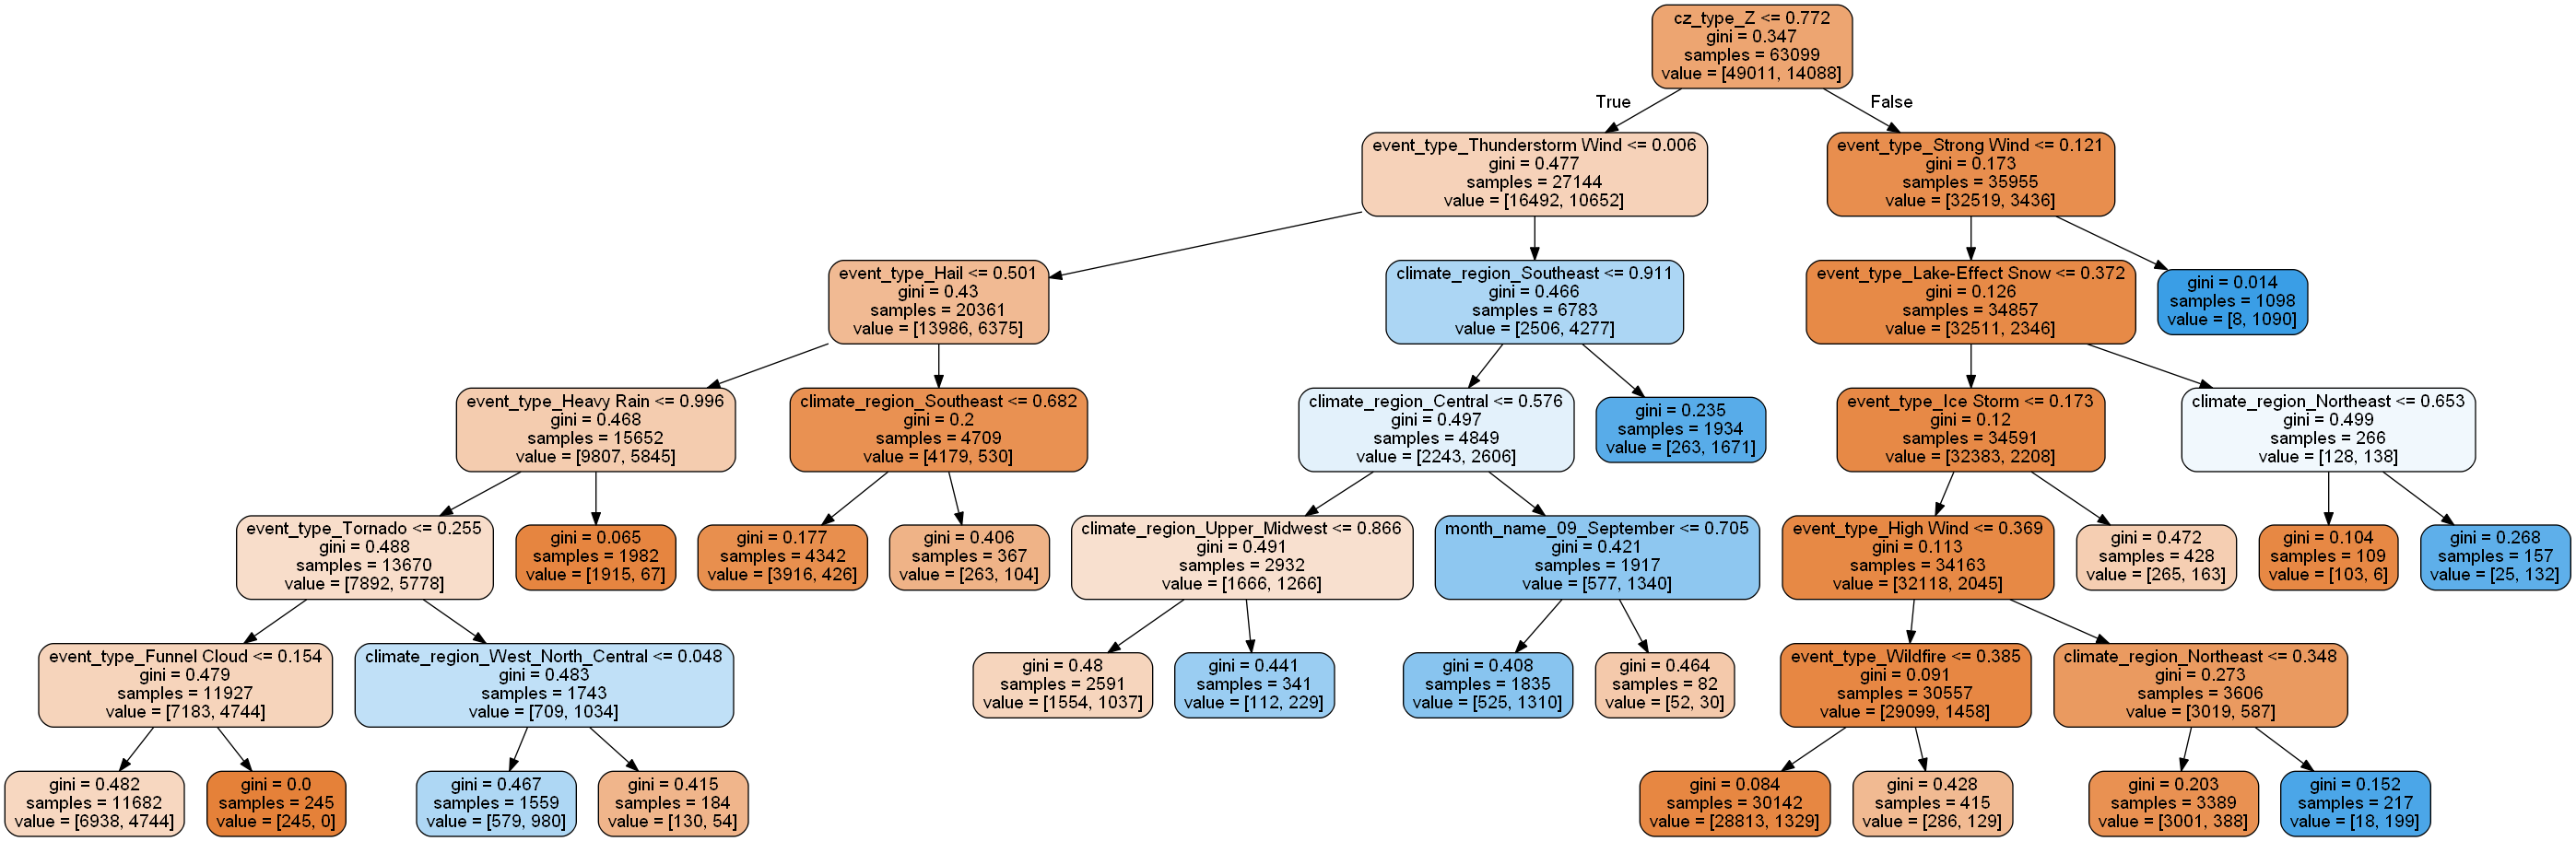 cz_type_Z <= 0.772
gini = 0.347
samples = 63099
value = [49011, 14088]
True
False
event_type_Thunderstorm Wind <= 0.006
gini = 0.477
samples = 27144
value = [16492, 10652]
event_type_Strong Wind <= 0.121
gini = 0.173
samples = 35955
value = [32519, 3436]
event_type_Hail <= 0.501
gini = 0.43
samples = 20361
value = [13986, 6375]
climate_region_Southeast <= 0.911
gini = 0.466
samples = 6783
value = [2506, 4277]
event_type_Lake-Effect Snow <= 0.372
gini = 0.126
samples = 34857
value = [32511, 2346]
gini = 0.014
samples = 1098
value = [8, 1090]
event_type_Heavy Rain <= 0.996
gini = 0.468
samples = 15652
value = [9807, 5845]
climate_region_Southeast <= 0.682
gini = 0.2
samples = 4709
value = [4179, 530]
climate_region_Central <= 0.576
gini = 0.497
samples = 4849
value = [2243, 2606]
gini = 0.235
samples = 1934
value = [263, 1671]
event_type_Ice Storm <= 0.173
gini = 0.12
samples = 34591
value = [32383, 2208]
climate_region_Northeast <= 0.653
gini = 0.499
samples = 266
value = [128, 138]
event_type_Tornado <= 0.255
gini = 0.488
samples = 13670
value = [7892, 5778]
gini = 0.065
samples = 1982
value = [1915, 67]
gini = 0.177
samples = 4342
value = [3916, 426]
gini = 0.406
samples = 367
value = [263, 104]
climate_region_Upper_Midwest <= 0.866
gini = 0.491
samples = 2932
value = [1666, 1266]
month_name_09_September <= 0.705
gini = 0.421
samples = 1917
value = [577, 1340]
event_type_High Wind <= 0.369
gini = 0.113
samples = 34163
value = [32118, 2045]
gini = 0.472
samples = 428
value = [265, 163]
gini = 0.104
samples = 109
value = [103, 6]
gini = 0.268
samples = 157
value = [25, 132]
event_type_Funnel Cloud <= 0.154
gini = 0.479
samples = 11927
value = [7183, 4744]
climate_region_West_North_Central <= 0.048
gini = 0.483
samples = 1743
value = [709, 1034]
gini = 0.48
samples = 2591
value = [1554, 1037]
gini = 0.441
samples = 341
value = [112, 229]
gini = 0.408
samples = 1835
value = [525, 1310]
gini = 0.464
samples = 82
value = [52, 30]
event_type_Wildfire <= 0.385
gini = 0.091
samples = 30557
value = [29099, 1458]
climate_region_Northeast <= 0.348
gini = 0.273
samples = 3606
value = [3019, 587]
gini = 0.482
samples = 11682
value = [6938, 4744]
gini = 0.0
samples = 245
value = [245, 0]
gini = 0.467
samples = 1559
value = [579, 980]
gini = 0.415
samples = 184
value = [130, 54]
gini = 0.084
samples = 30142
value = [28813, 1329]
gini = 0.428
samples = 415
value = [286, 129]
gini = 0.203
samples = 3389
value = [3001, 388]
gini = 0.152
samples = 217
value = [18, 199]